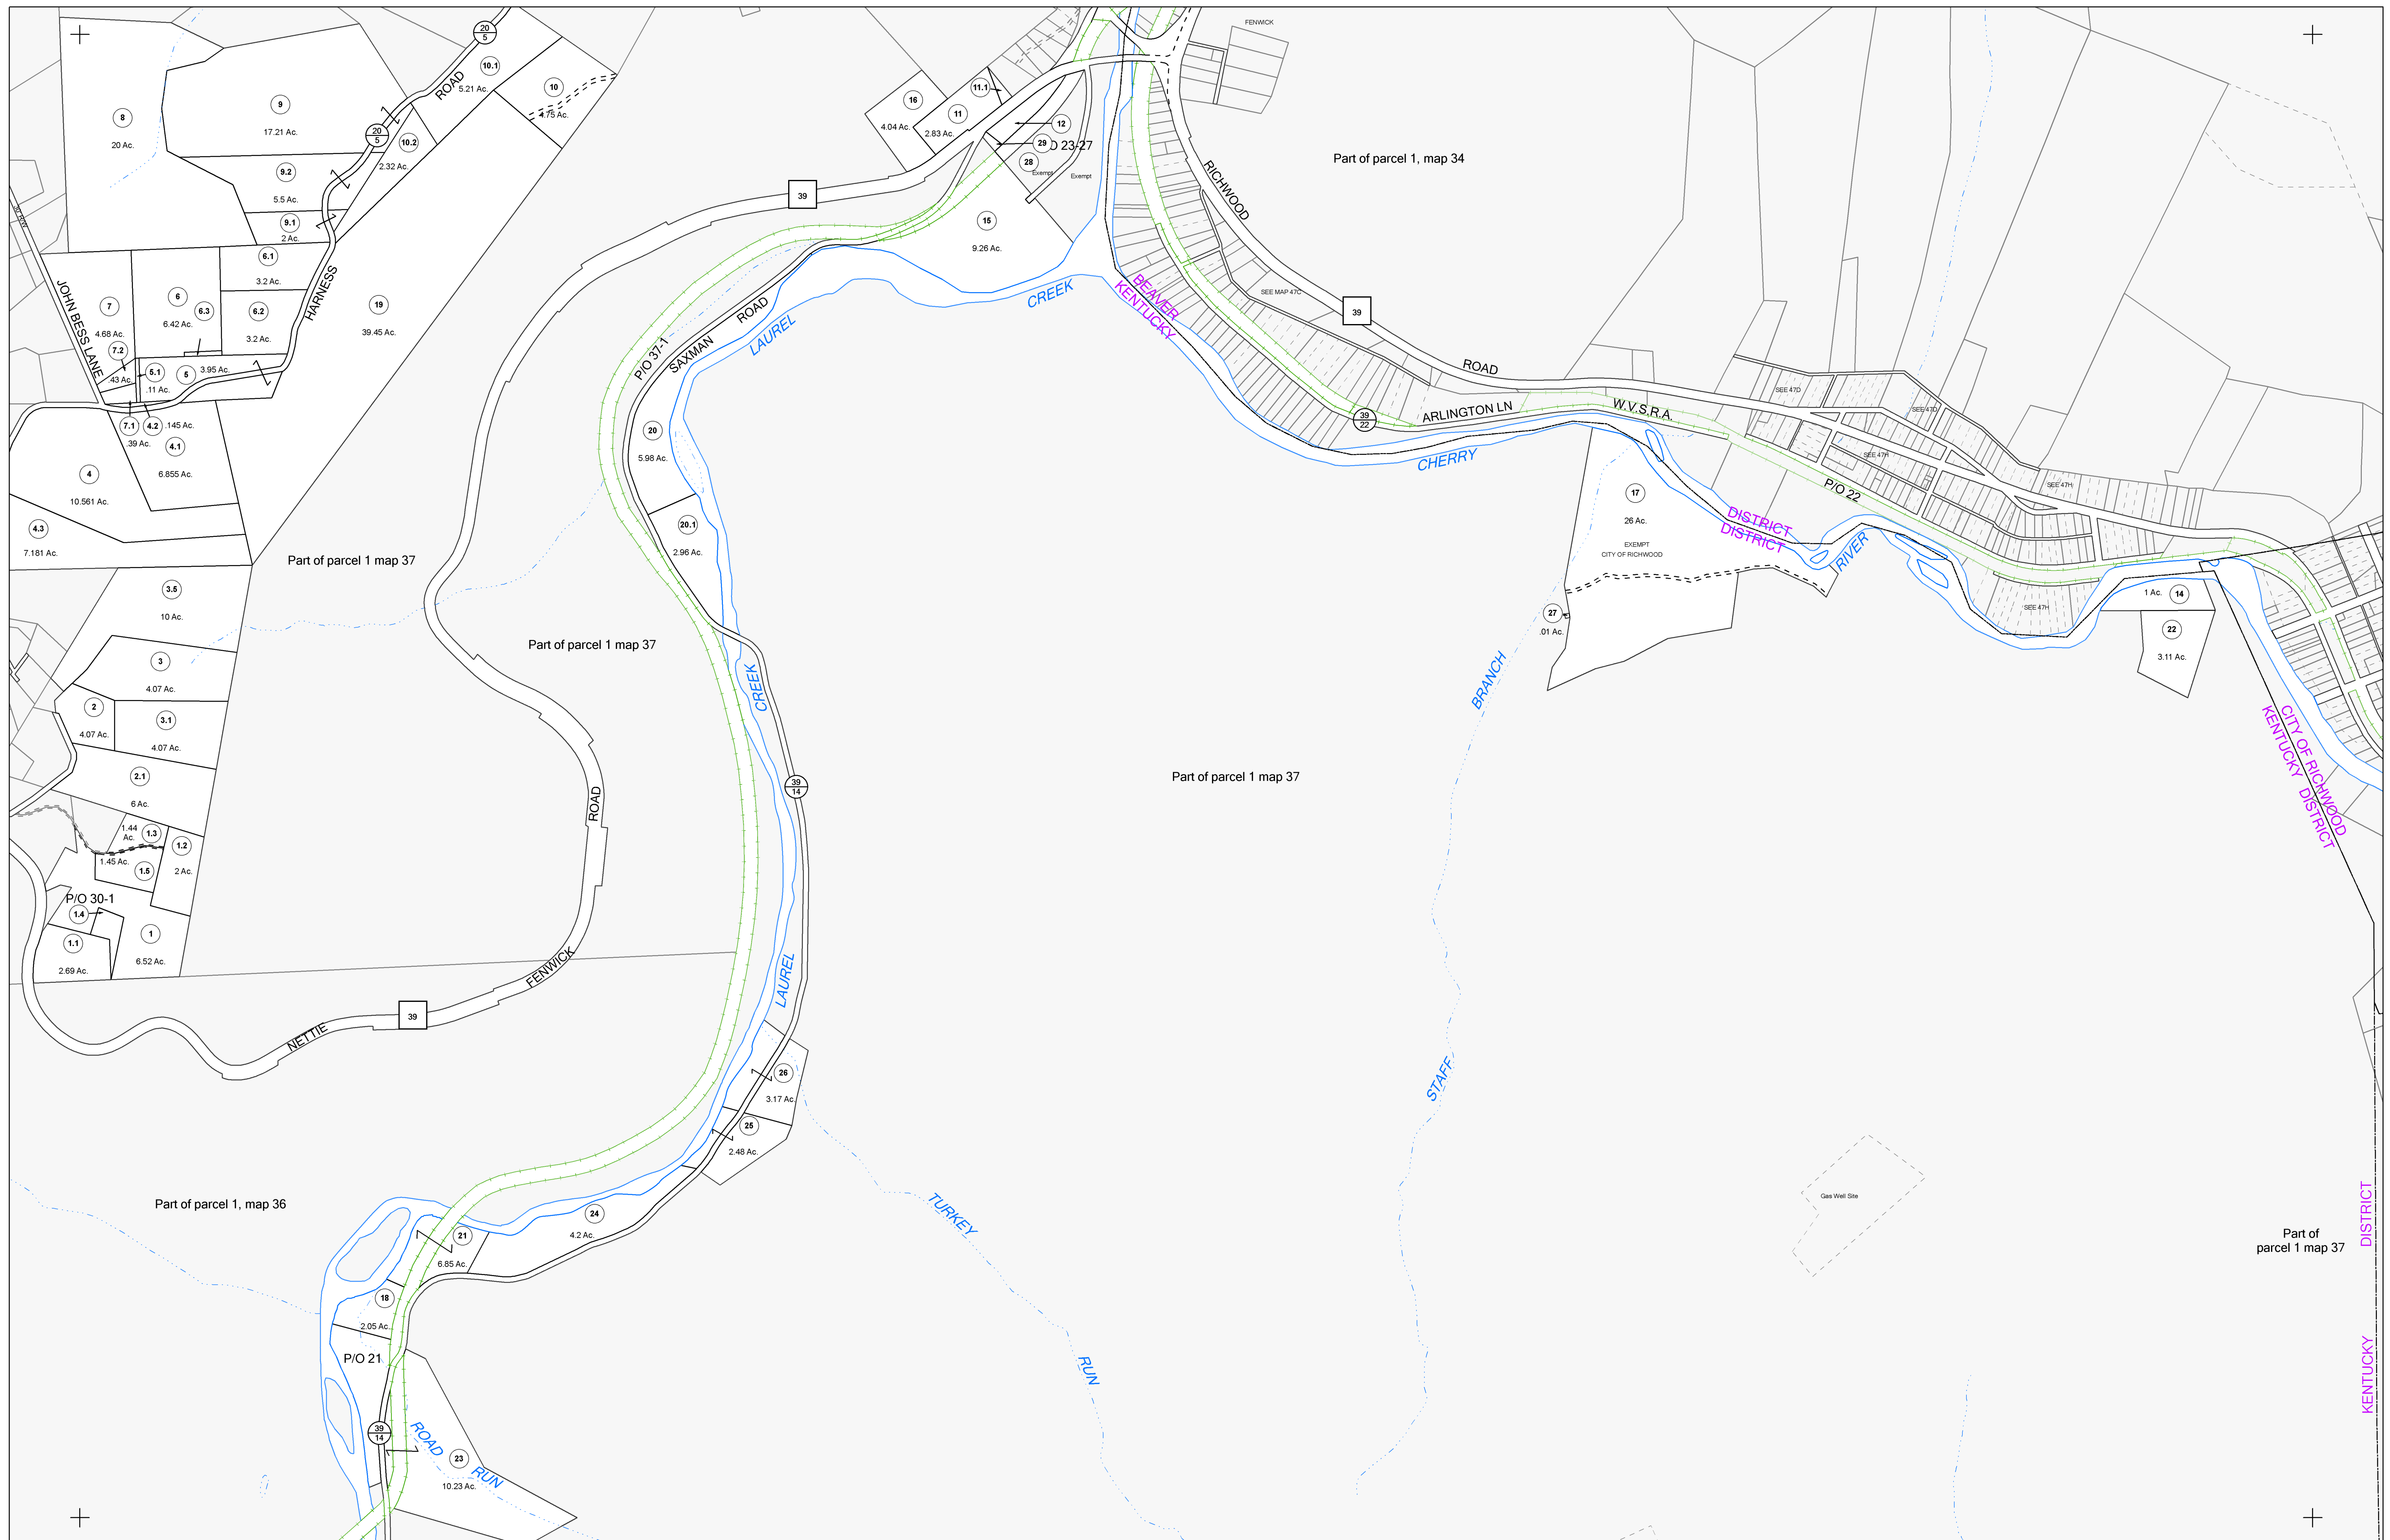 20
5
FENWICK
10.1
5.21 Ac.
ROAD
10
4.75 Ac.
8
20 Ac.
9
17.21 Ac.
20
5
10.2
2.32 Ac.
9.2
5.5 Ac.
9.1
2 Ac.
16
4.04 Ac.
11
2.83 Ac.
11.1
12
29
28
Exempt
Exempt
O 23-27
39
15
9.26 Ac.
RICHWOOD
Part of parcel 1, map 34
6.1
3.2 Ac.
7
4.68 Ac.
6
6.42 Ac.
6.3
6.2
3.2 Ac.
HARNESS
JOHN BESS LANE
19
39.45 Ac.
7.2
.43 Ac.
5.1
.11 Ac.
5
3.95 Ac.
7.1
.39 Ac.
4.2
.145 Ac.
4.1
6.855 Ac.
4
10.561 Ac.
4.3
7.181 Ac.
P/O 37-1
SAXMAN
ROAD
LAUREL
CREEK
BEAVER
KENTUCKY
SEE MAP 47C
39
ROAD
39
22
ARLINGTON LN
W.V.S.R.A.
CHERRY
SEE 47D
SEE 47D
SEE 47H
SEE 47H
P/O 22
20
5.98 Ac.
20.1
2.96 Ac.
17
26 Ac.
EXEMPT
CITY OF RICHWOOD
DISTRICT
DISTRICT
RIVER
SEE 47H
1 Ac.
14
22
3.11 Ac.
27
.01 Ac.
Part of parcel 1 map 37
3.5
10 Ac.
3
4.07 Ac.
2
4.07 Ac.
3.1
4.07 Ac.
2.1
6 Ac.
1.44
Ac.
1.3
1.2
2 Ac.
1.45 Ac.
1.5
P/O 30-1
1.4
1
6.52 Ac.
1.1
2.69 Ac.
Part of parcel 1 map 37
CREEK
BRANCH
Part of parcel 1 map 37
39
14
ROAD
CITY OF RICHWOOD
KENTUCKY DISTRICT
FENWICK
LAUREL
39
NETTIE
26
3.17 Ac.
25
2.48 Ac.
STAFF
Part of parcel 1, map 36
TURKEY
Gas Well Site
DISTRICT
Part of
parcel 1 map 37
24
4.2 Ac.
21
6.85 Ac.
18
2.05 Ac.
P/O 21
RUN
KENTUCKY
39
14
ROAD
RUN
23
10.23 Ac.